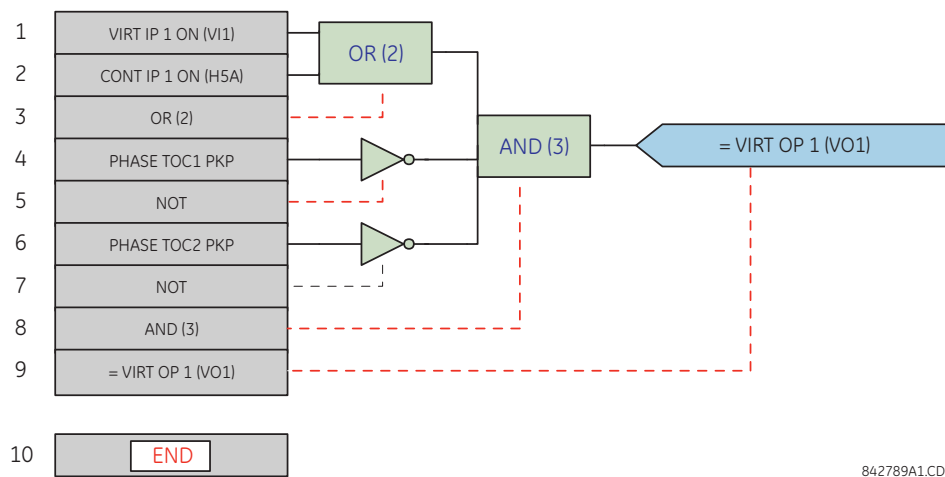 1 VIRT IP 1 ON (VI1)
OR (2)
2 CONT IP 1 ON (H5A)
3 OR (2)
4 PHASE TOC1 PKP
AND (3)
= VIRT OP 1 (VO1)
5 NOT
6 PHASE TOC2 PKP
7 NOT
8 AND (3)
9 = VIRT OP 1 (VO1)
10 END
842789A1.CD